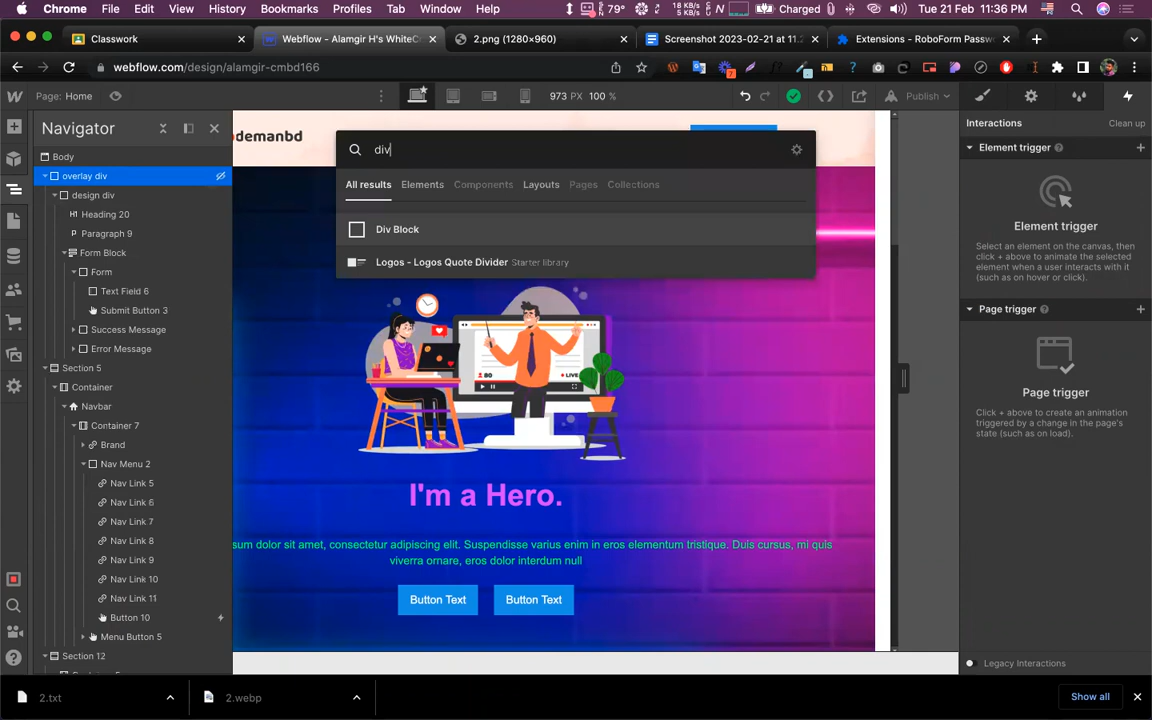 Chrome File Edit View History Bookmarks Profiles Tab Window Help 79° 18 KB/s 5 KB/s Charged Tue 21 Feb 11:36 PM
Classwork Webflow - Alamgir H's WhiteC 2.png (1280×960) Screenshot 2023-02-21 at 11.2 Extensions - RoboForm Passw
webflow.com/design/alamgir-cmbd166
Page: Home 973 PX 100 % Publish
Navigator
Body
overlay div
design div
Heading 20
Paragraph 9
Form Block
Form
Text Field 6
Submit Button 3
Success Message
Error Message
Section 5
Container
Navbar
Container 7
Brand
Nav Menu 2
Nav Link 5
Nav Link 6
Nav Link 7
Nav Link 8
Nav Link 9
Nav Link 10
Nav Link 11
Button 10
Menu Button 5
Section 12
odemanbd
div
All results Elements Components Layouts Pages Collections
Div Block
Logos - Logos Quote Divider Starter library
80 LIVE
I'm a Hero.
sum dolor sit amet, consectetur adipiscing elit. Suspendisse varius enim in eros elementum tristique. Duis cursus, mi quis
viverra ornare, eros dolor interdum null
Button Text Button Text
Interactions Clean up
Element trigger
Element trigger
Select an element on the canvas, then
click + above to animate the selected
element when a user interacts with it
(such as on hover or click).
Page trigger
Page trigger
Click + above to create an animation
triggered by a change in the page's
state (such as on load).
Legacy Interactions
2.txt 2.webp Show all